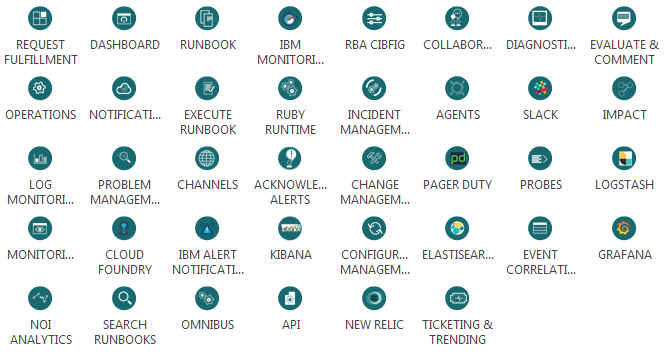 REQUEST
FULFILLMENT
DASHBOARD
RUNBOOK
IBM
MONITORI...
RBA CIBFIG
COLLABOR...
DIAGNOSTI...
EVALUATE &
COMMENT
OPERATIONS
NOTIFICATI...
EXECUTE
RUNBOOK
RUBY
RUNTIME
INCIDENT
MANAGEM...
AGENTS
SLACK
IMPACT
LOG
MONITORI...
PROBLEM
MANAGEM...
CHANNELS
ACKNOWLE...
ALERTS
CHANGE
MANAGEM...
pd
PAGER DUTY
PROBES
LOGSTASH
MONITORI...
CLOUD
FOUNDRY
IBM ALERT
NOTIFICATI...
KIBANA
CONFIGUR...
MANAGEM...
ELASTISEAR...
EVENT
CORRELATI...
GRAFANA
NOI
ANALYTICS
SEARCH
RUNBOOKS
OMNIBUS
API
NEW RELIC
TICKETING &
TRENDING